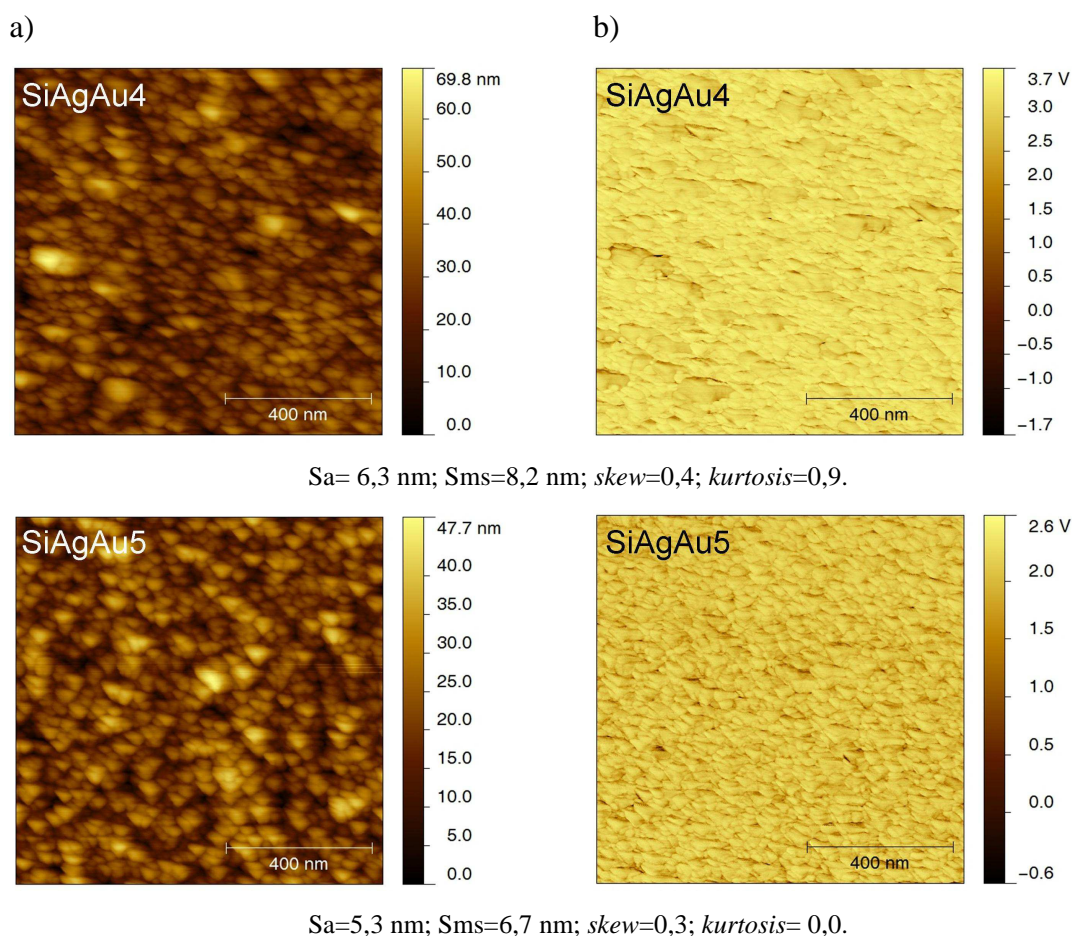 a)
b)
SiAgAu4
69.8 nm
60.0
50.0
40.0
30.0
20.0
10.0
0.0
400 nm
SiAgAu4
3.7 V
3.0
2.5
2.0
1.5
1.0
0.5
0.0
−0.5
−1.0
−1.7
400 nm
Sa= 6,3 nm; Sms=8,2 nm; skew=0,4; kurtosis=0,9.
SiAgAu5
47.7 nm
40.0
35.0
30.0
25.0
20.0
15.0
10.0
5.0
0.0
400 nm
SiAgAu5
2.6 V
2.0
1.5
1.0
0.5
0.0
−0.6
400 nm
Sa=5,3 nm; Sms=6,7 nm; skew=0,3; kurtosis= 0,0.